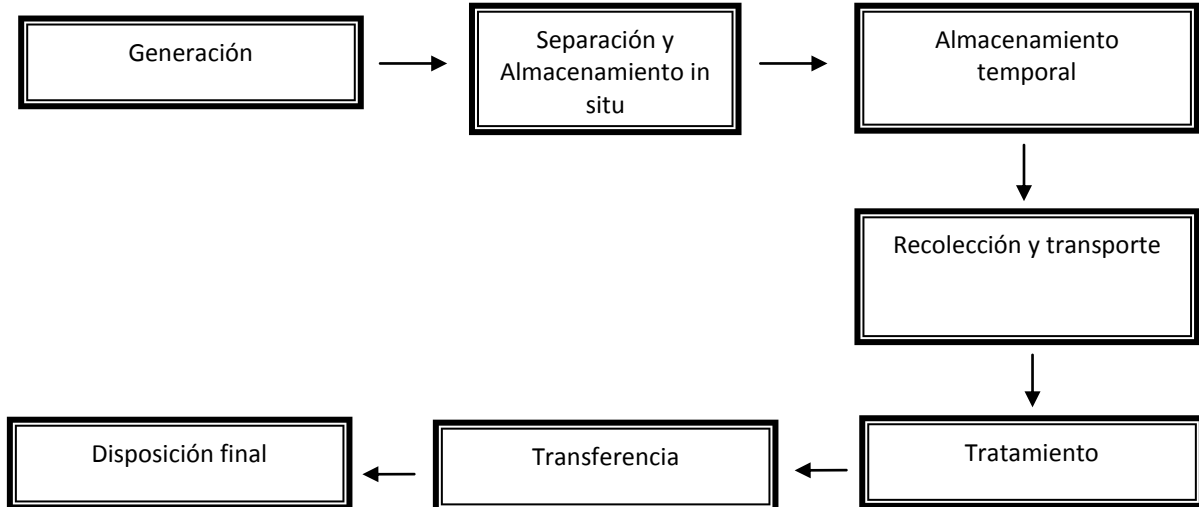 Generación
Separación y
Almacenamiento in
situ
Almacenamiento
temporal
Recolección y transporte
Tratamiento
Transferencia
Disposición final